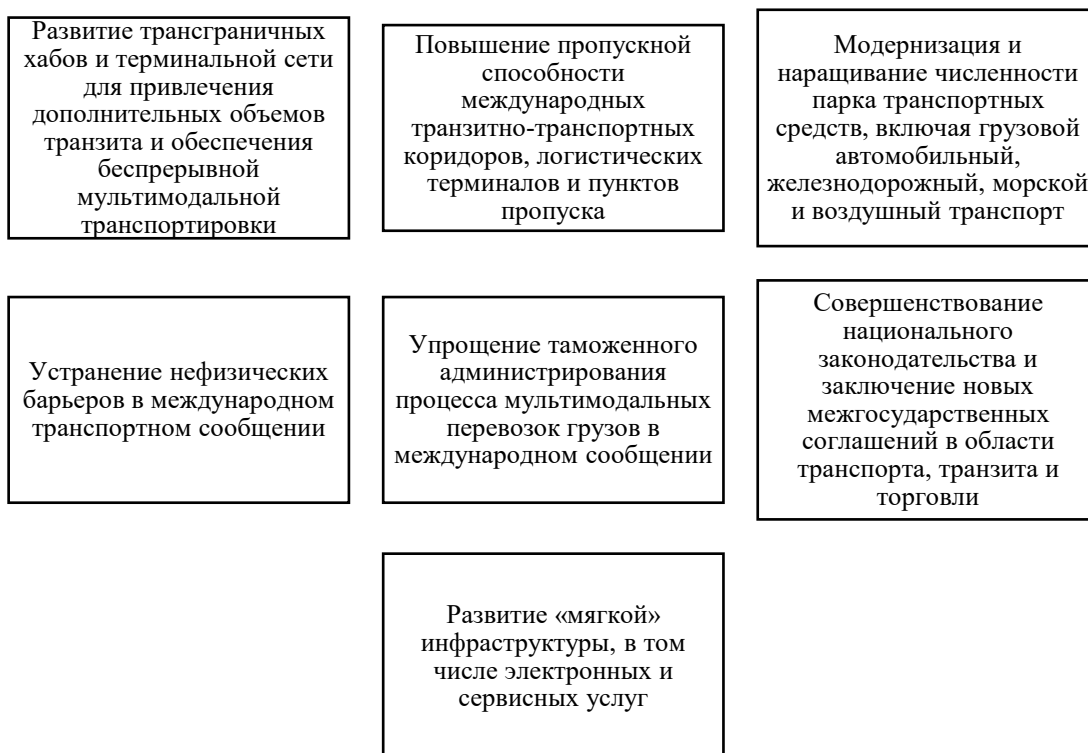 Развитие трансграничных
хабов и терминальной сети
для привлечения
дополнительных объемов
транзита и обеспечения
беспрерывной
мультимодальной
транспортировки
Повышение пропускной
способности
международных
транзитно-транспортных
коридоров, логистических
терминалов и пунктов
пропуска
Модернизация и
наращивание численности
парка транспортных
средств, включая грузовой
автомобильный,
железнодорожный, морской
и воздушный транспорт
Устранение нефизических
барьеров в международном
транспортном сообщении
Упрощение таможенного
администрирования
процесса мультимодальных
перевозок грузов в
международном сообщении
Совершенствование
национального
законодательства и
заключение новых
межгосударственных
соглашений в области
транспорта, транзита и
торговли
Развитие «мягкой»
инфраструктуры, в том
числе электронных и
сервисных услуг